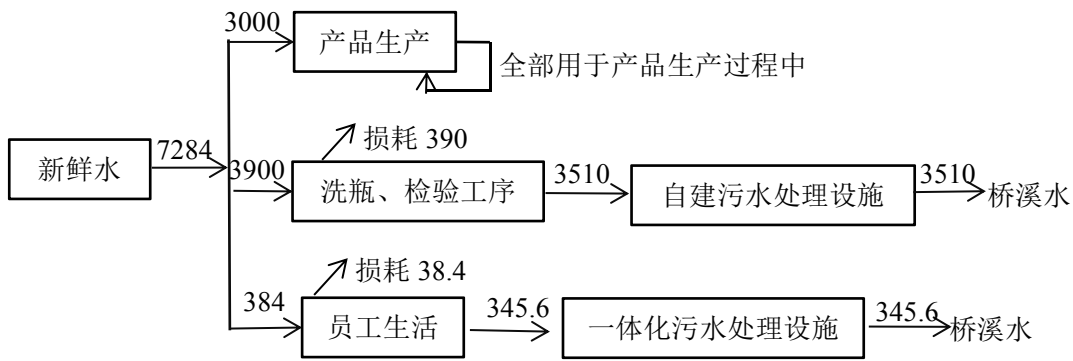 3000
产品生产
全部用于产品生产过程中
新鲜水
7284
损耗 390
3900
洗瓶、检验工序
3510
自建污水处理设施
3510
桥溪水
损耗 38.4
384
员工生活
345.6
一体化污水处理设施
345.6
桥溪水